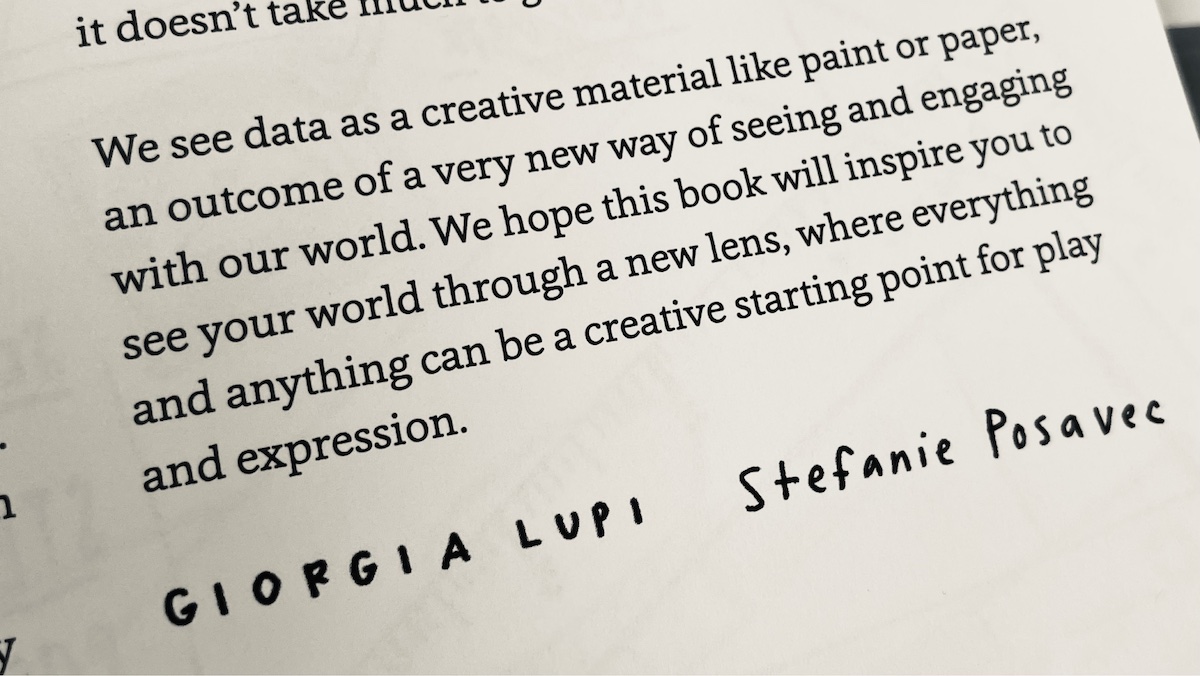 it doesn't take much to g
We see data as a creative material like paint or paper,
an outcome of a very new way of seeing and engaging
with our world. We hope this book will inspire you to
see your world through a new lens, where everything
and anything can be a creative starting point for play
and expression.
GIORGIA LUPI Stefanie Posavec